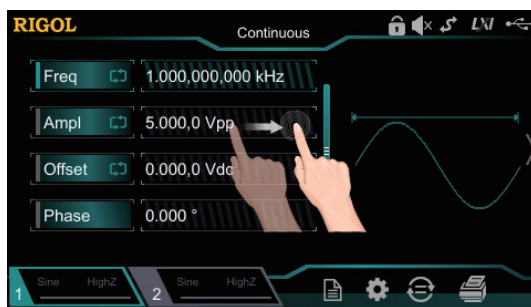 RIGOL
Continuous
LXI
Freq 1.000,000,000 kHz
Ampl 5.000,0 Vpp
Offset 0.000,0 Vdc
Phase 0.000 °
1 Sine HighZ
2 Sine HighZ